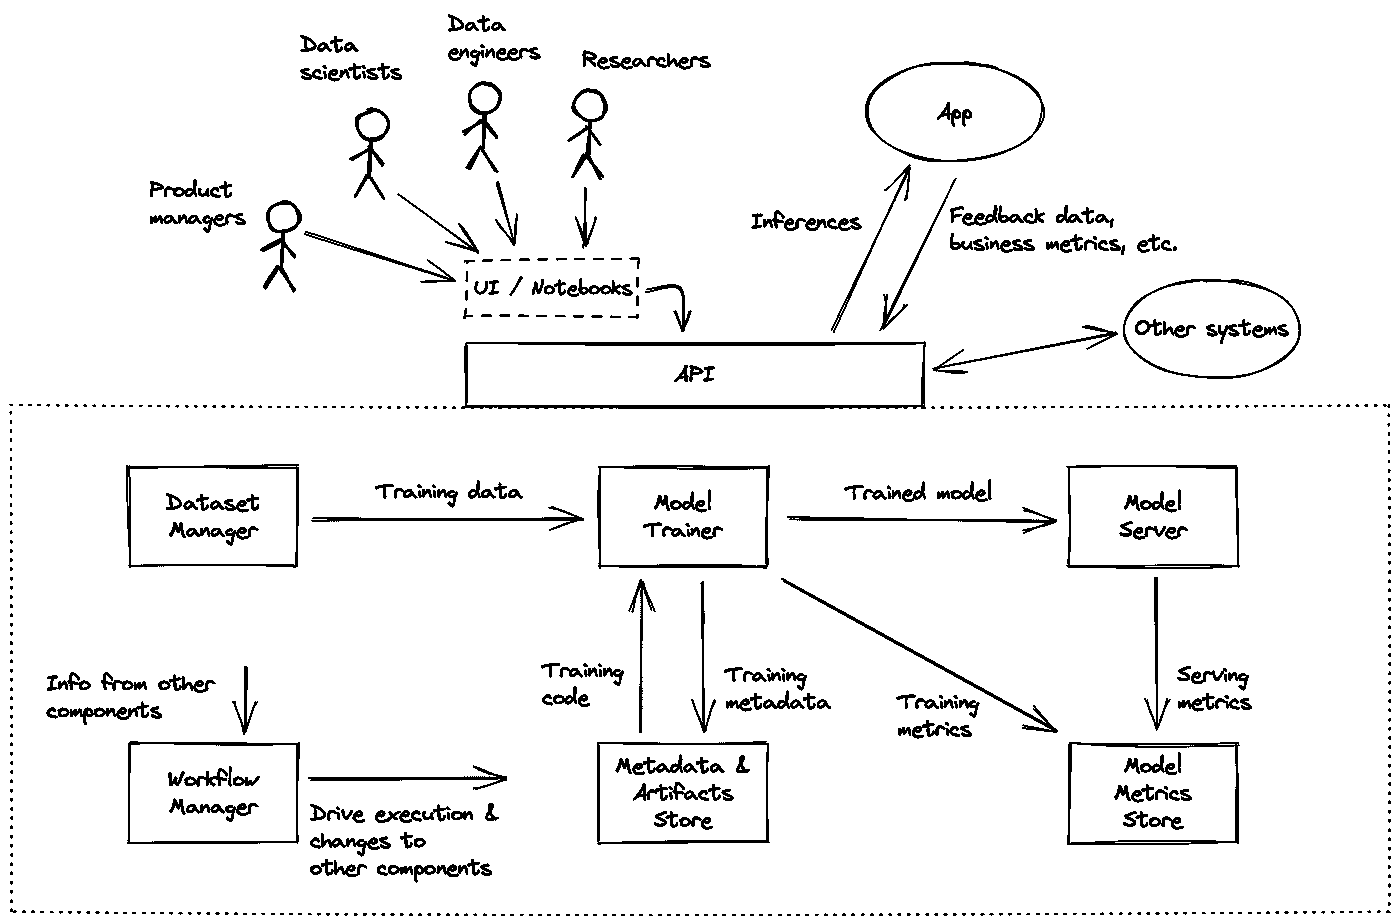 Data
scientists
Data
engineers
Researchers
Product
managers
UI / Notebooks
App
Inferences
Feedback data,
business metrics, etc.
Other systems
API
Dataset
Manager
Training data
Model
Trainer
Trained model
Model
Server
Info from other
components
Training
code
Training
metadata
Training
metrics
Serving
metrics
Workflow
Manager
Drive execution &
changes to
other components
Metadata &
Artifacts
Store
Model
Metrics
Store